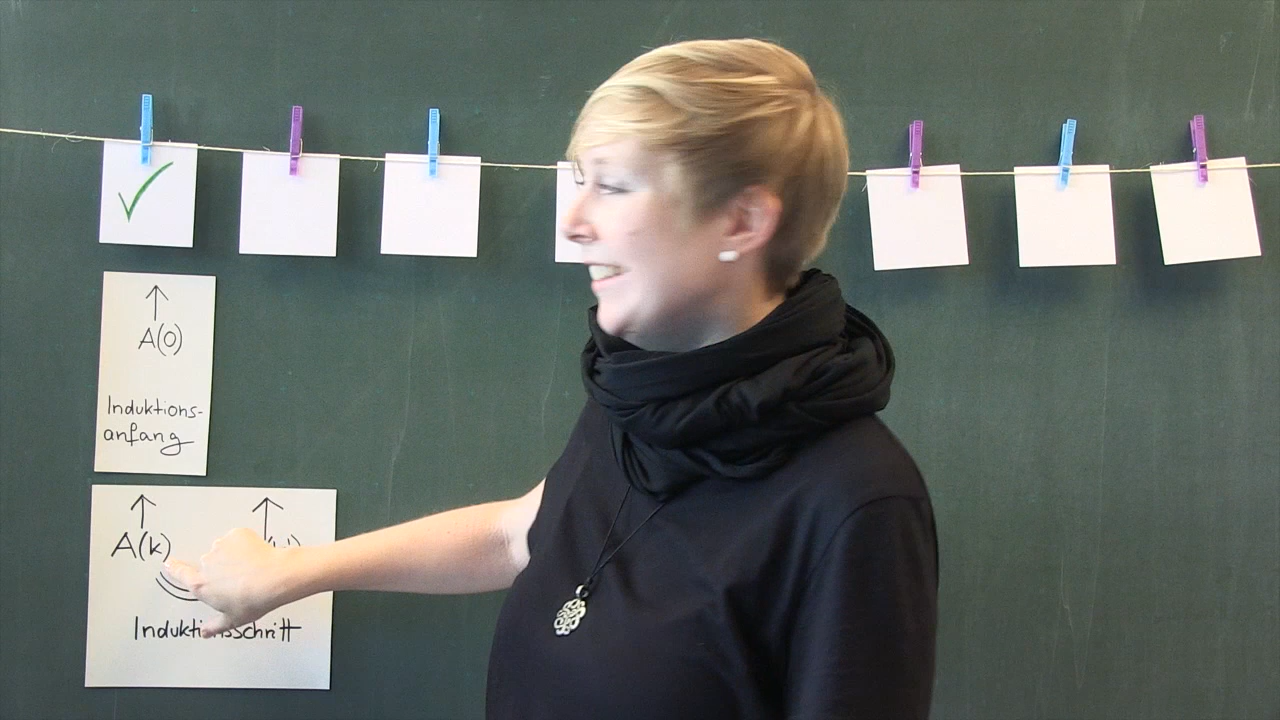 A(0)
Induktions-
anfang
A(k)
Induktionsschritt